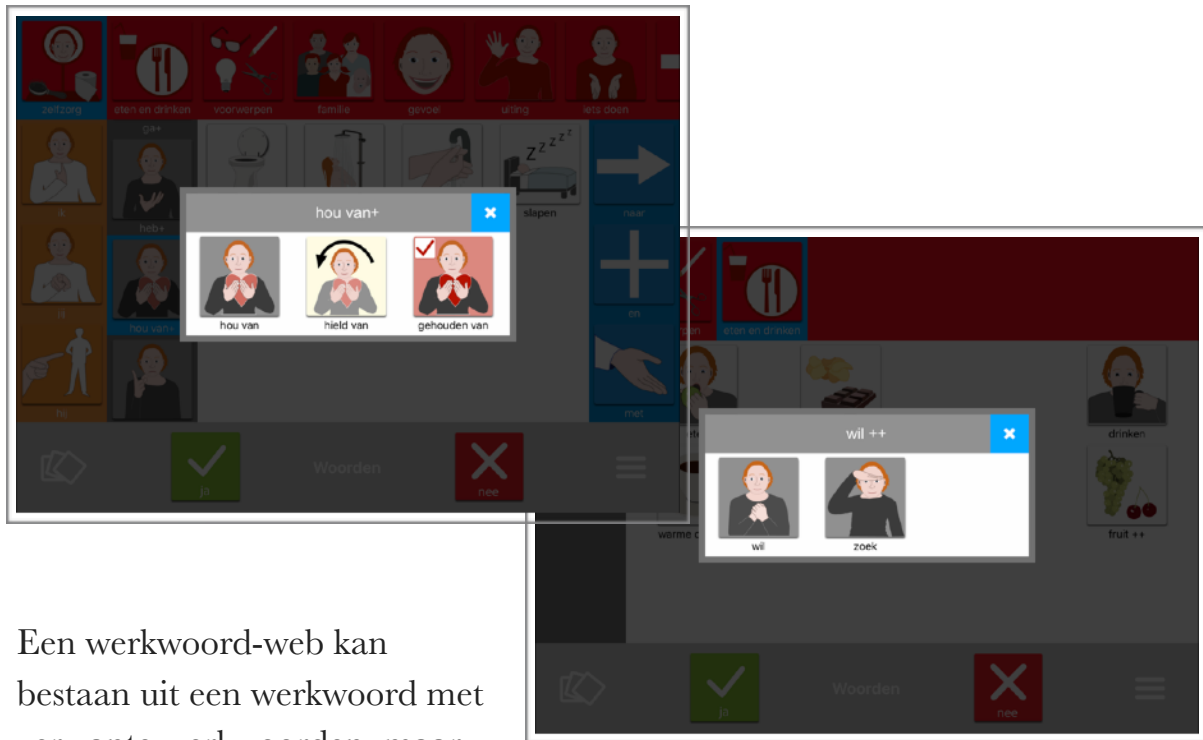 zelfzorg
eten en drinken
voorwerpen
familie
gevoel
uiting
iets doen
ga+
ik
heb+
slapen
naar
hou van+
hou van
hield van
gehouden van
hou van+
en
hij
met
ja
Woorden
nee
eten en drinken
drinken
wil ++
wil
zoek
fruit ++
ja
Woorden
nee
Een werkwoord-web kan
bestaan uit een werkwoord met